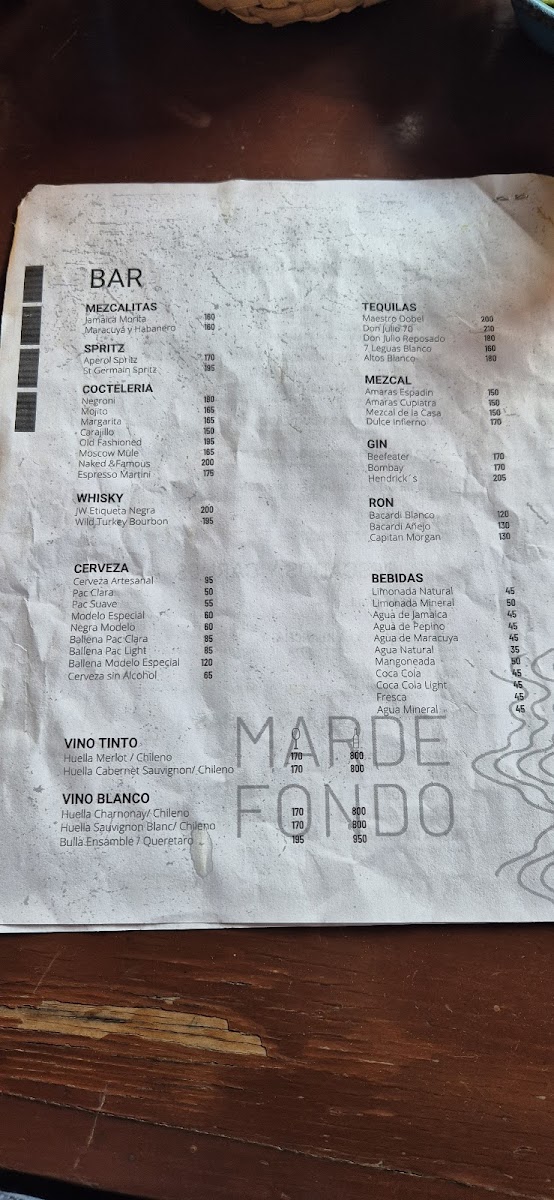 BAR
MEZCALITAS
Jamaica Morita 160
Maracuyá y Habanero 160
SPRITZ
Aperol Spritz 170
St Germain Spritz 195
COCTELERIA
Negroni 180
Mojito 165
Margarita 165
Carajillo 150
Old Fashioned 195
Moscow Mule 165
Naked &Famous 200
Espresso Martini 175
WHISKY
JW Etiqueta Negra 200
Wild Turkey Bourbon 195
CERVEZA
Cerveza Artesanal 95
Pac Clara 50
Pac Suave 55
Modelo Especial 60
Negra Modelo 60
Ballena Pac Clara 85
Ballena Pac Light 85
Ballena Modelo Especial 120
Cerveza sin Alcohol 65
TEQUILAS
Maestro Dobel 200
Don Julio 70 210
Don Julio Reposado 180
7 Leguas Blanco 160
Altos Blanco 180
MEZCAL
Amaras Espadin 150
Amaras Cupiatra 150
Mezcal de la Casa 150
Dulce Infierno 170
GIN
Beefeater 170
Bombay 170
Hendrick´s 205
RON
Bacardi Blanco 120
Bacardi Añejo 130
Capitan Morgan 130
BEBIDAS
Limonada Natural 45
Limonada Mineral 50
Agua de Jamaica 45
Agua de Pepino 45
Agua de Maracuya 45
Agua Natural 35
Mangoneada 50
Coca Cola 45
Coca Cola Light 45
Fresca 45
Agua Mineral 45
VINO TINTO
Huella Merlot / Chileno 170 800
Huella Cabernet Sauvignon/ Chileno 170 800
VINO BLANCO
Huella Charnonay/ Chileno 170 800
Huella Sauvignon Blanc/ Chileno 170 800
Bulla Ensamble / Queretaro 195 950
MAR DE
FONDO